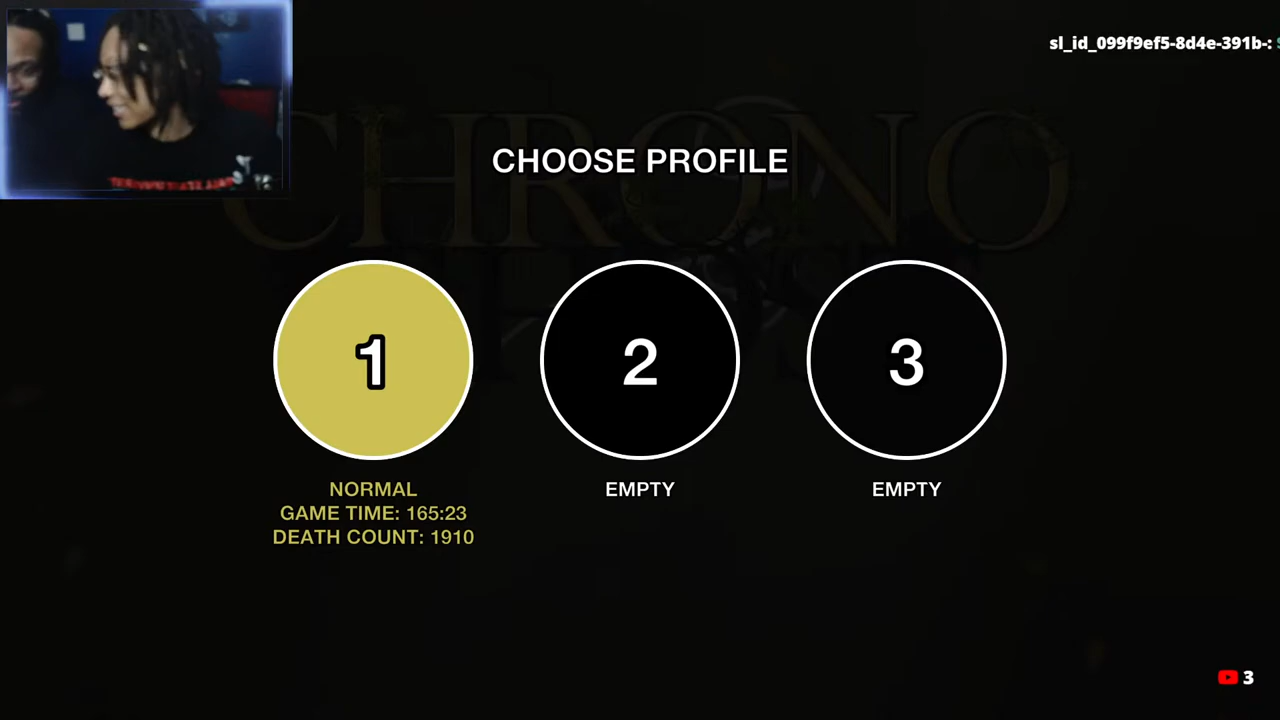 sl_id_099f9ef5-8d4e-391b-:
CHRONO
CHOOSE PROFILE
1
2
3
NORMAL
EMPTY
EMPTY
GAME TIME: 165:23
DEATH COUNT: 1910
3